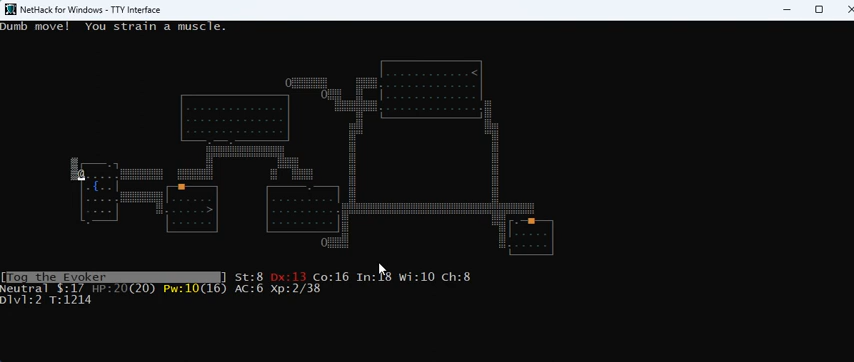 NetHack for Windows - TTY Interface
Dumb move!  You strain a muscle.
[Tog the Evoker                ] St:8 Dx:13 Co:16 In:18 Wi:10 Ch:8
Neutral $:17 HP:20(20) Pw:10(16) AC:6 Xp:2/38
Dlvl:2 T:1214